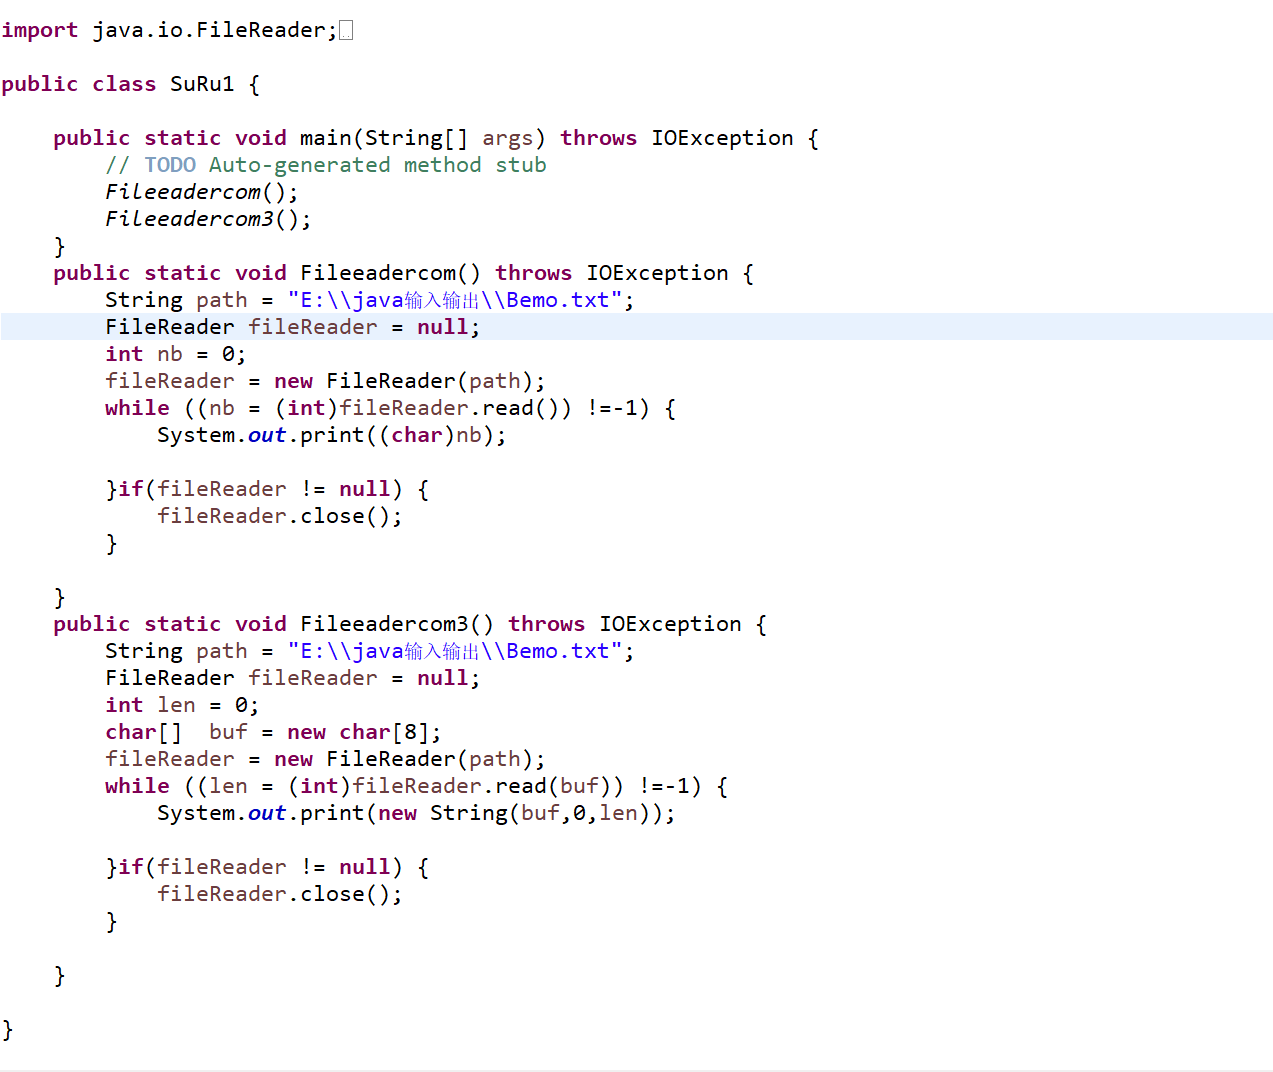 import java.io.FileReader;
public class SuRu1 {
public static void main(String[] args) throws IOException {
// TODO Auto-generated method stub
Fileeadercom();
Fileeadercom3();
}
public static void Fileeadercom() throws IOException {
String path = "E:\\java输入输出\\Bemo.txt";
FileReader fileReader = null;
int nb = 0;
fileReader = new FileReader(path);
while ((nb = (int)fileReader.read()) !=-1) {
System.out.print((char)nb);
}if(fileReader != null) {
fileReader.close();
}
}
public static void Fileeadercom3() throws IOException {
String path = "E:\\java输入输出\\Bemo.txt";
FileReader fileReader = null;
int len = 0;
char[]  buf = new char[8];
fileReader = new FileReader(path);
while ((len = (int)fileReader.read(buf)) !=-1) {
System.out.print(new String(buf,0,len));
}if(fileReader != null) {
fileReader.close();
}
}
}